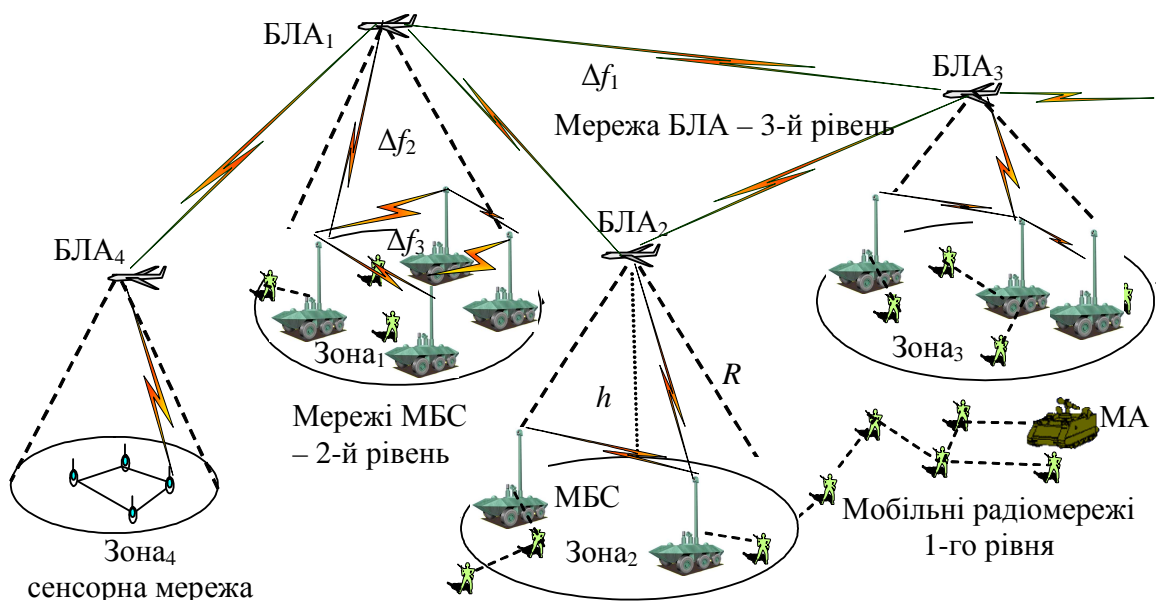 БЛА₁
Δf₁
БЛА₃
Мережа БЛА – 3-й рівень
Δf₂
БЛА₂
Δf₃
БЛА₄
Зона₁
Зона₃
R
h
Мережі МБС
– 2-й рівень
МА
МБС
Мобільні радіомережі
1-го рівня
Зона₂
Зона₄
сенсорна мережа